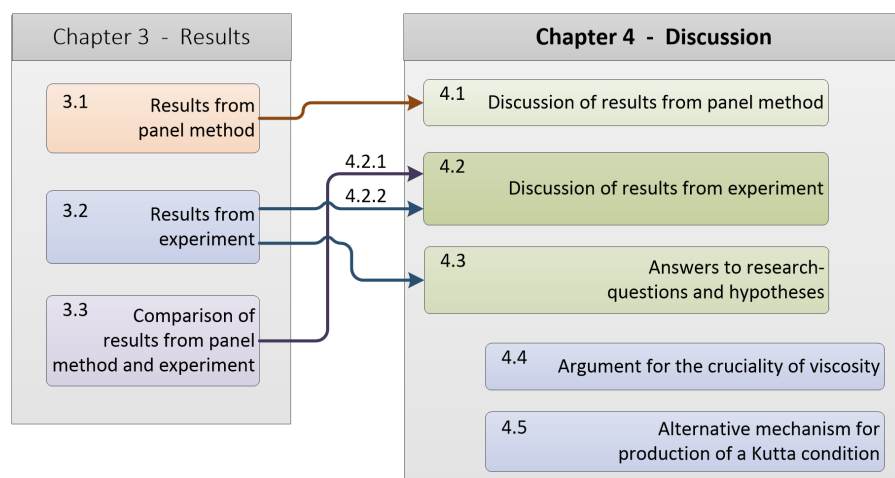 Chapter 3 - Results
3.1
Results from
panel method
3.2
Results from
experiment
3.3
Comparison of
results from panel
method and experiment
4.2.1
4.2.2
Chapter 4 - Discussion
4.1
Discussion of results from panel method
4.2
Discussion of results from experiment
4.3
Answers to research-
questions and hypotheses
4.4
Argument for the cruciality of viscosity
4.5
Alternative mechanism for
production of a Kutta condition